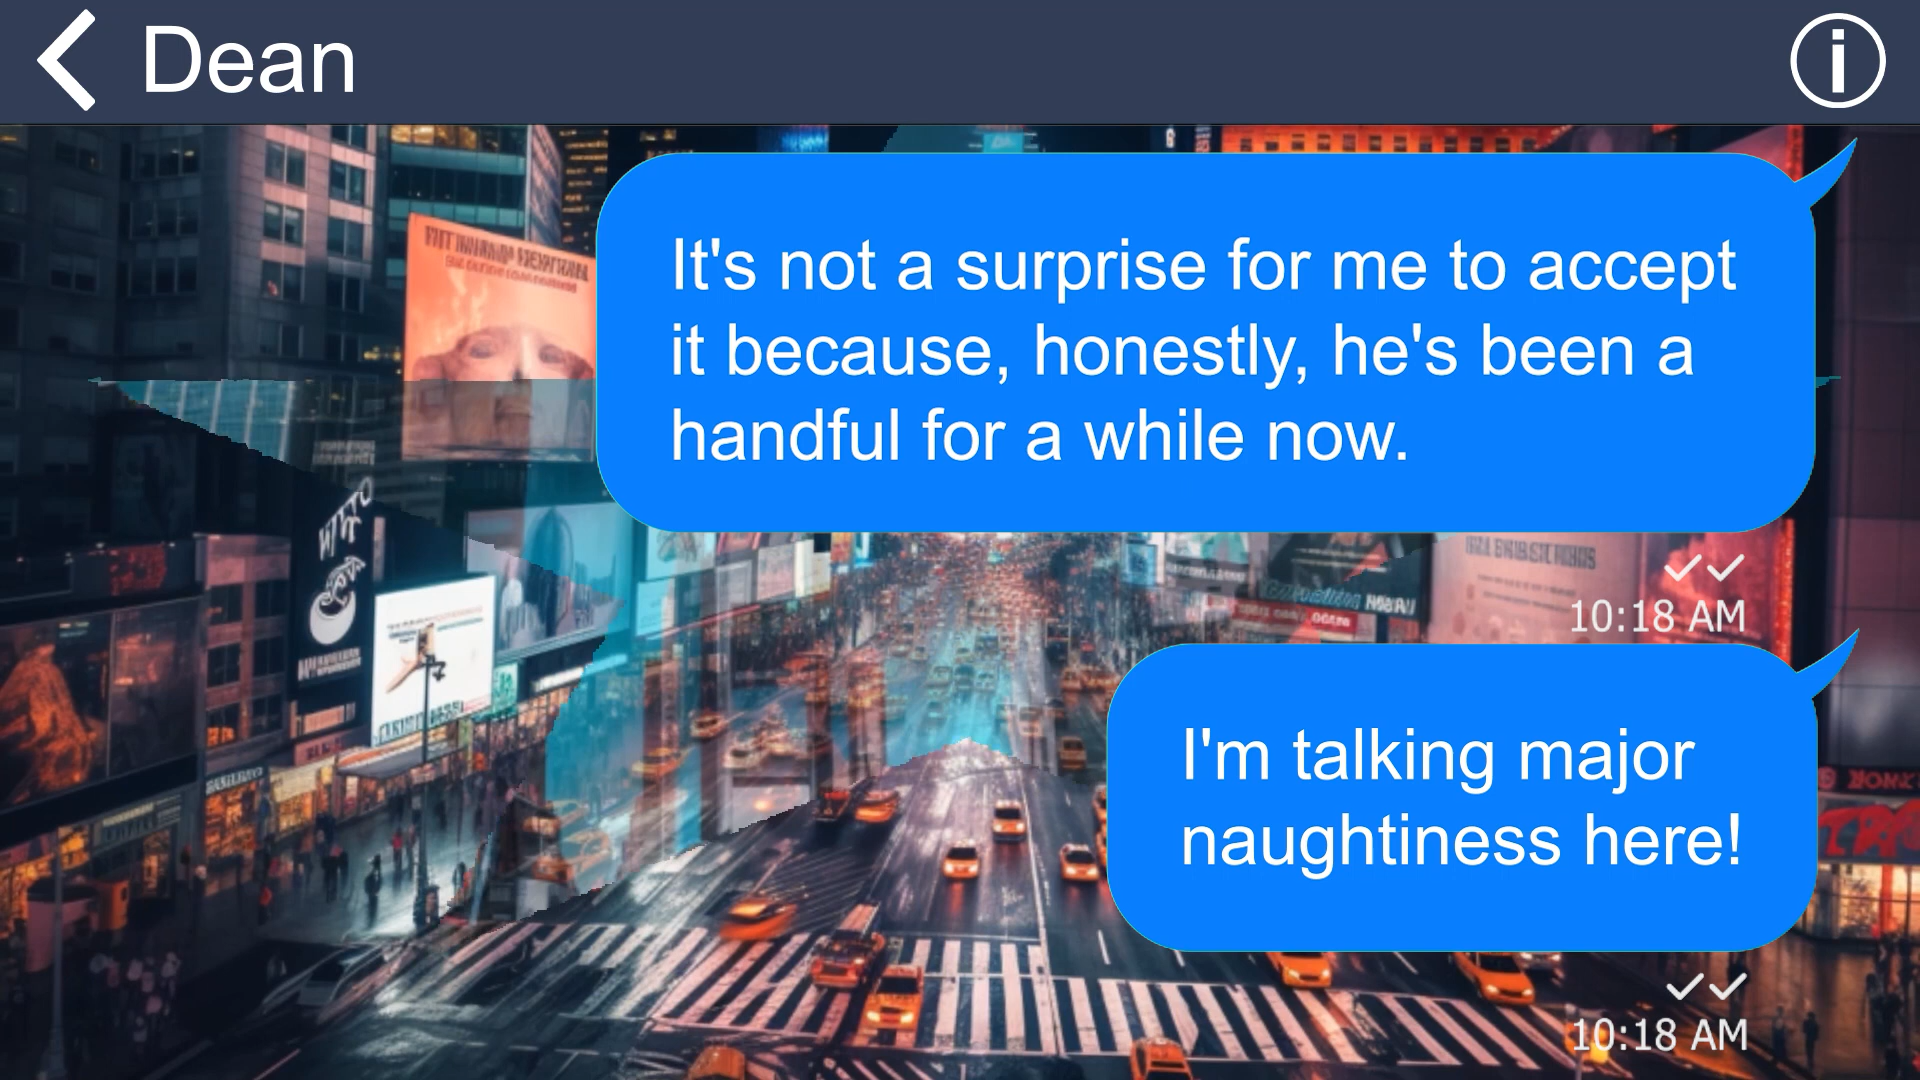 Dean
It's not a surprise for me to accept
it because, honestly, he's been a
handful for a while now.
10:18 AM
I'm talking major
naughtiness here!
10:18 AM